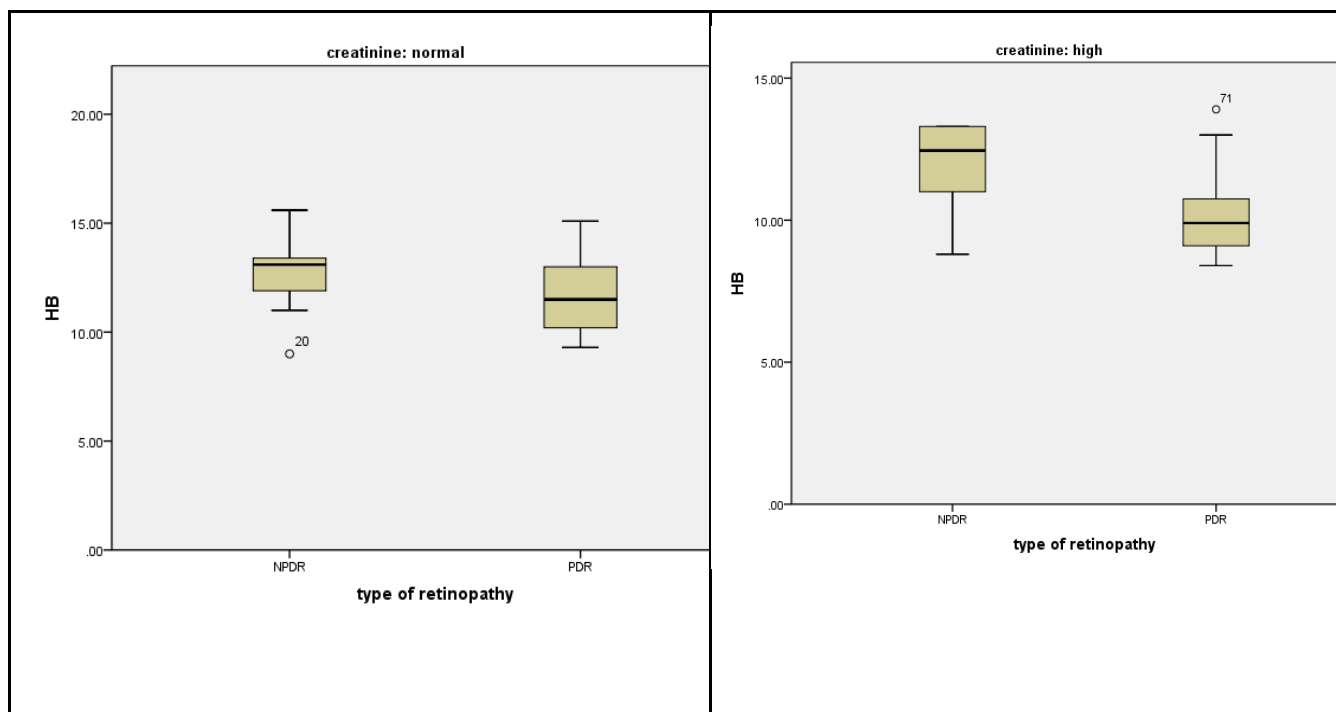 creatinine: normal
20.00
15.00
10.00
5.00
.00
HB
20
NPDR
PDR
type of retinopathy
creatinine: high
15.00
10.00
5.00
.00
HB
71
NPDR
PDR
type of retinopathy